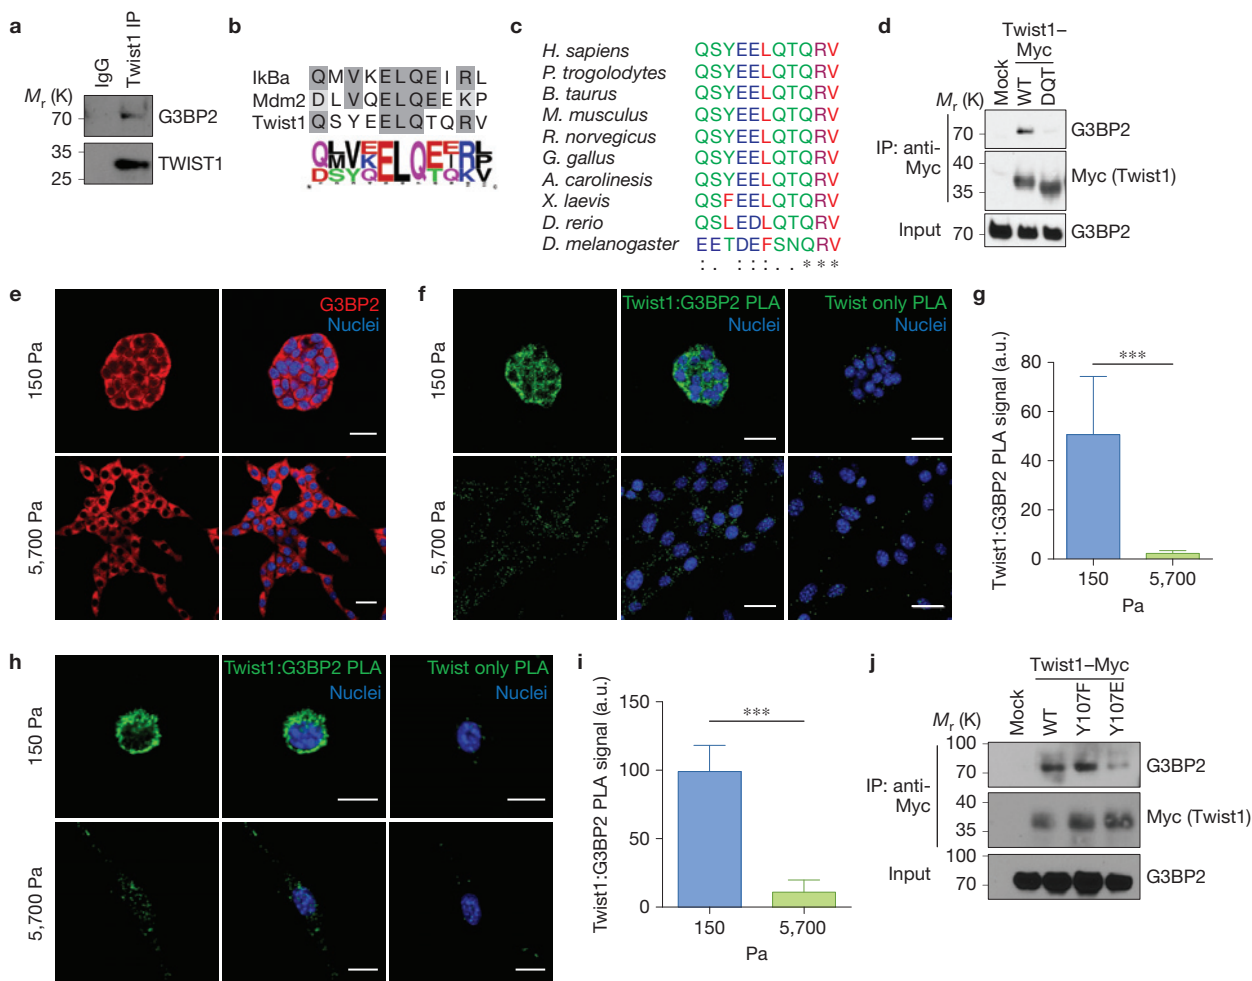 a
IgG
Twist1 IP
Mr (K)
70
G3BP2
35
25
TWIST1
b
IkBa QMVKELQEIRL
Mdm2 DLVQELQEEKP
Twist1 QSYEELQTQRV
c
H. sapiens QSYEELQTQRV
P. trogolodytes QSYEELQTQRV
B. taurus QSYEELQTQRV
M. musculus QSYEELQTQRV
R. norvegicus QSYEELQTQRV
G. gallus QSYEELQTQRV
A. carolinesis QSYEELQTQRV
X. laevis QSFEELQTQRV
D. rerio QSLEDLQTQRV
D. melanogaster EETDEFSNQRV
: . : : : . . * * *
d
Twist1–
Myc
Mock
WT
DQT
Mr (K)
IP: anti-
Myc
70
G3BP2
40
35
Myc (Twist1)
Input
70
G3BP2
e
G3BP2
Nuclei
150 Pa
5,700 Pa
f
Twist1:G3BP2 PLA
Nuclei
Twist only PLA
Nuclei
150 Pa
5,700 Pa
g
Twist1:G3BP2 PLA signal (a.u.)
80
60
40
20
0
***
150
5,700
Pa
h
Twist1:G3BP2 PLA
Nuclei
Twist only PLA
Nuclei
150 Pa
5,700 Pa
i
Twist1:G3BP2 PLA signal (a.u.)
150
100
50
0
***
150
5,700
Pa
j
Twist1–Myc
Mock
WT
Y107F
Y107E
Mr (K)
IP: anti-
Myc
100
70
G3BP2
40
35
Myc (Twist1)
Input
100
70
G3BP2